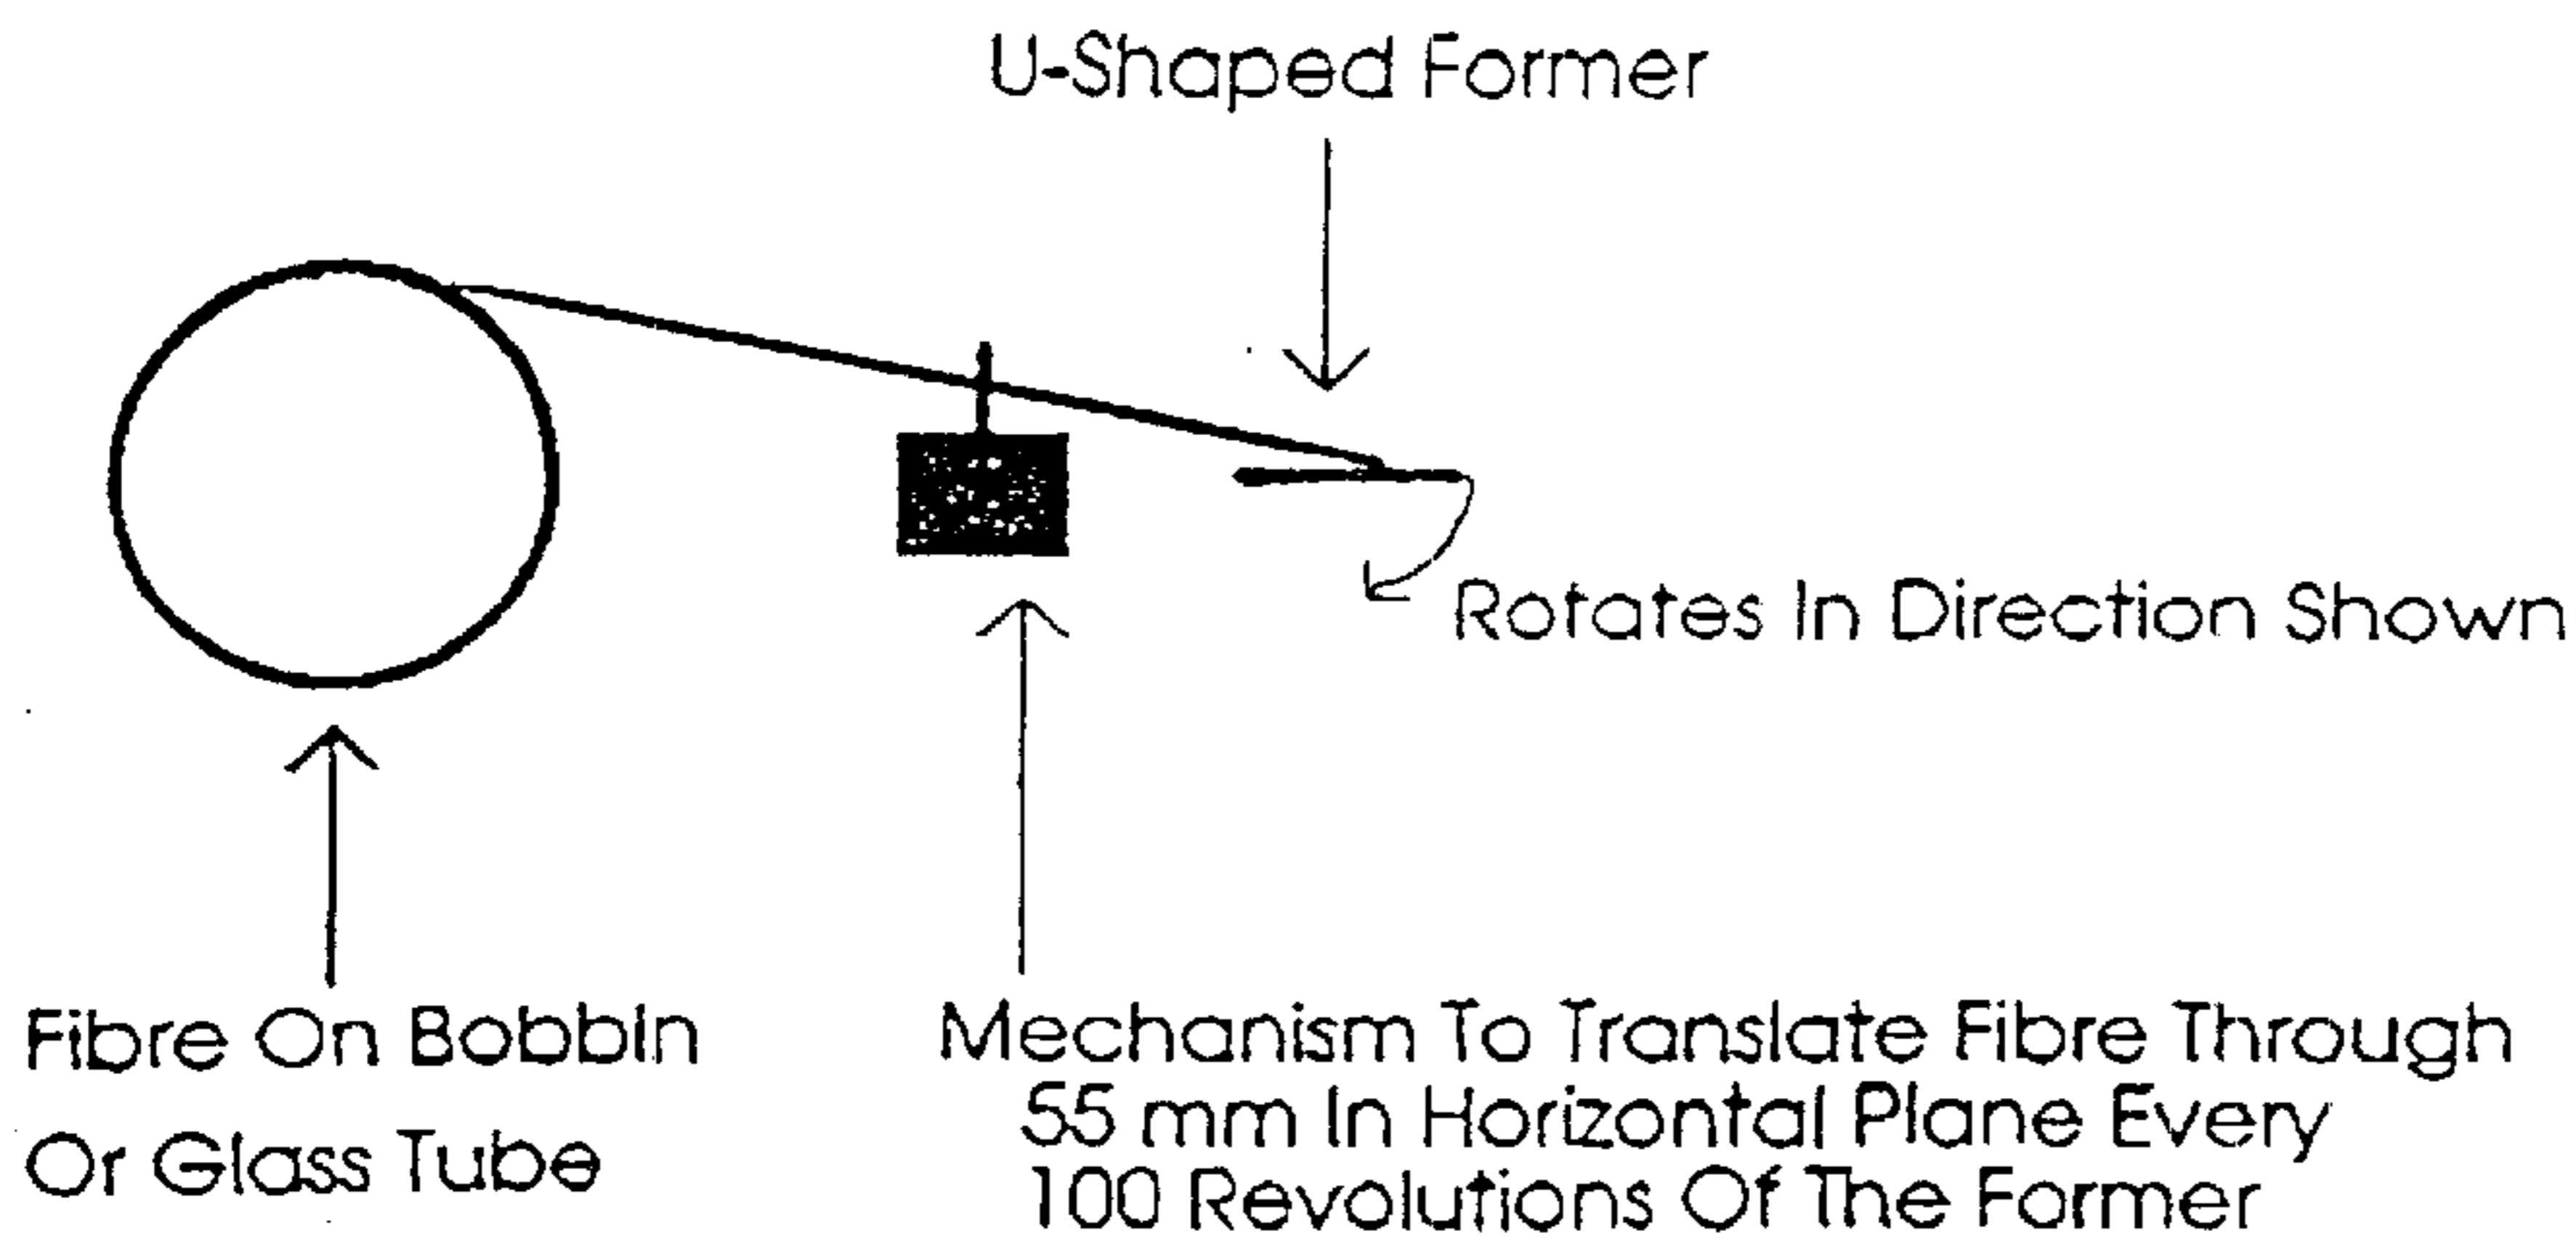 U-Shaped Former
Rotates In Direction Shown
Fibre On BobbIn
Or Glass Tube
Mechanism To Translate Fibre Through
55 mm In Horizontal Plane Every
100 Revolutions Of The Former